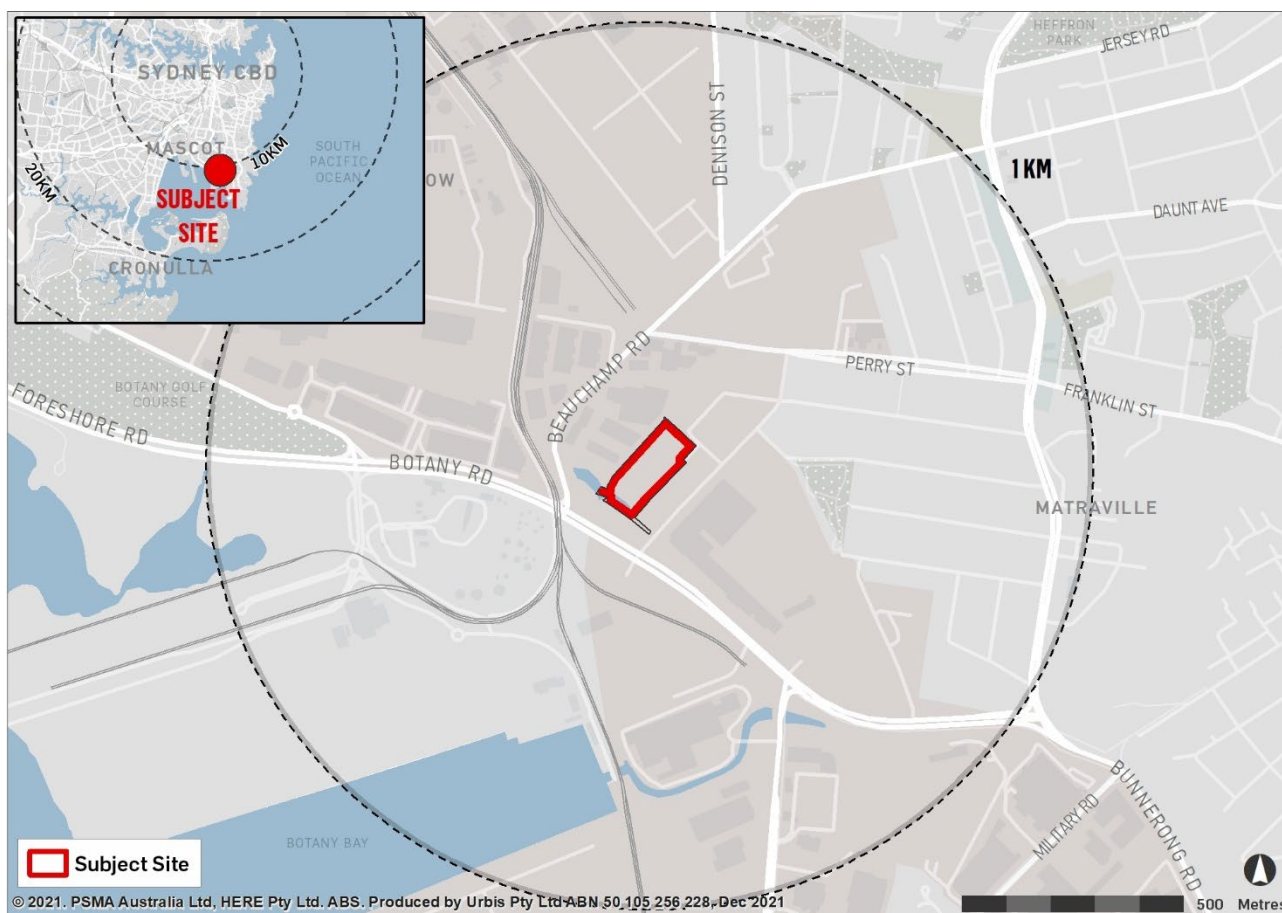 SYDNEY CBD
MASCOT
10KM
20KM
SOUTH
PACIFIC
OCEAN
SUBJECT
SITE
CRONULLA
HEFFRON
PARK
JERSEY RD
DENISON ST
OW
1 KM
DAUNT AVE
BEAUCHAMP RD
PERRY ST
FRANKLIN ST
BOTANY GOLF
COURSE
FORESHORE RD
BOTANY RD
MATRAVILLE
BUNNERONG RD
MILITARY RD
BOTANY BAY
Subject Site
© 2021. PSMA Australia Ltd, HERE Pty Ltd. ABS. Produced by Urbis Pty Ltd ABN 50 105 256 228, Dec 2021
500 Metres